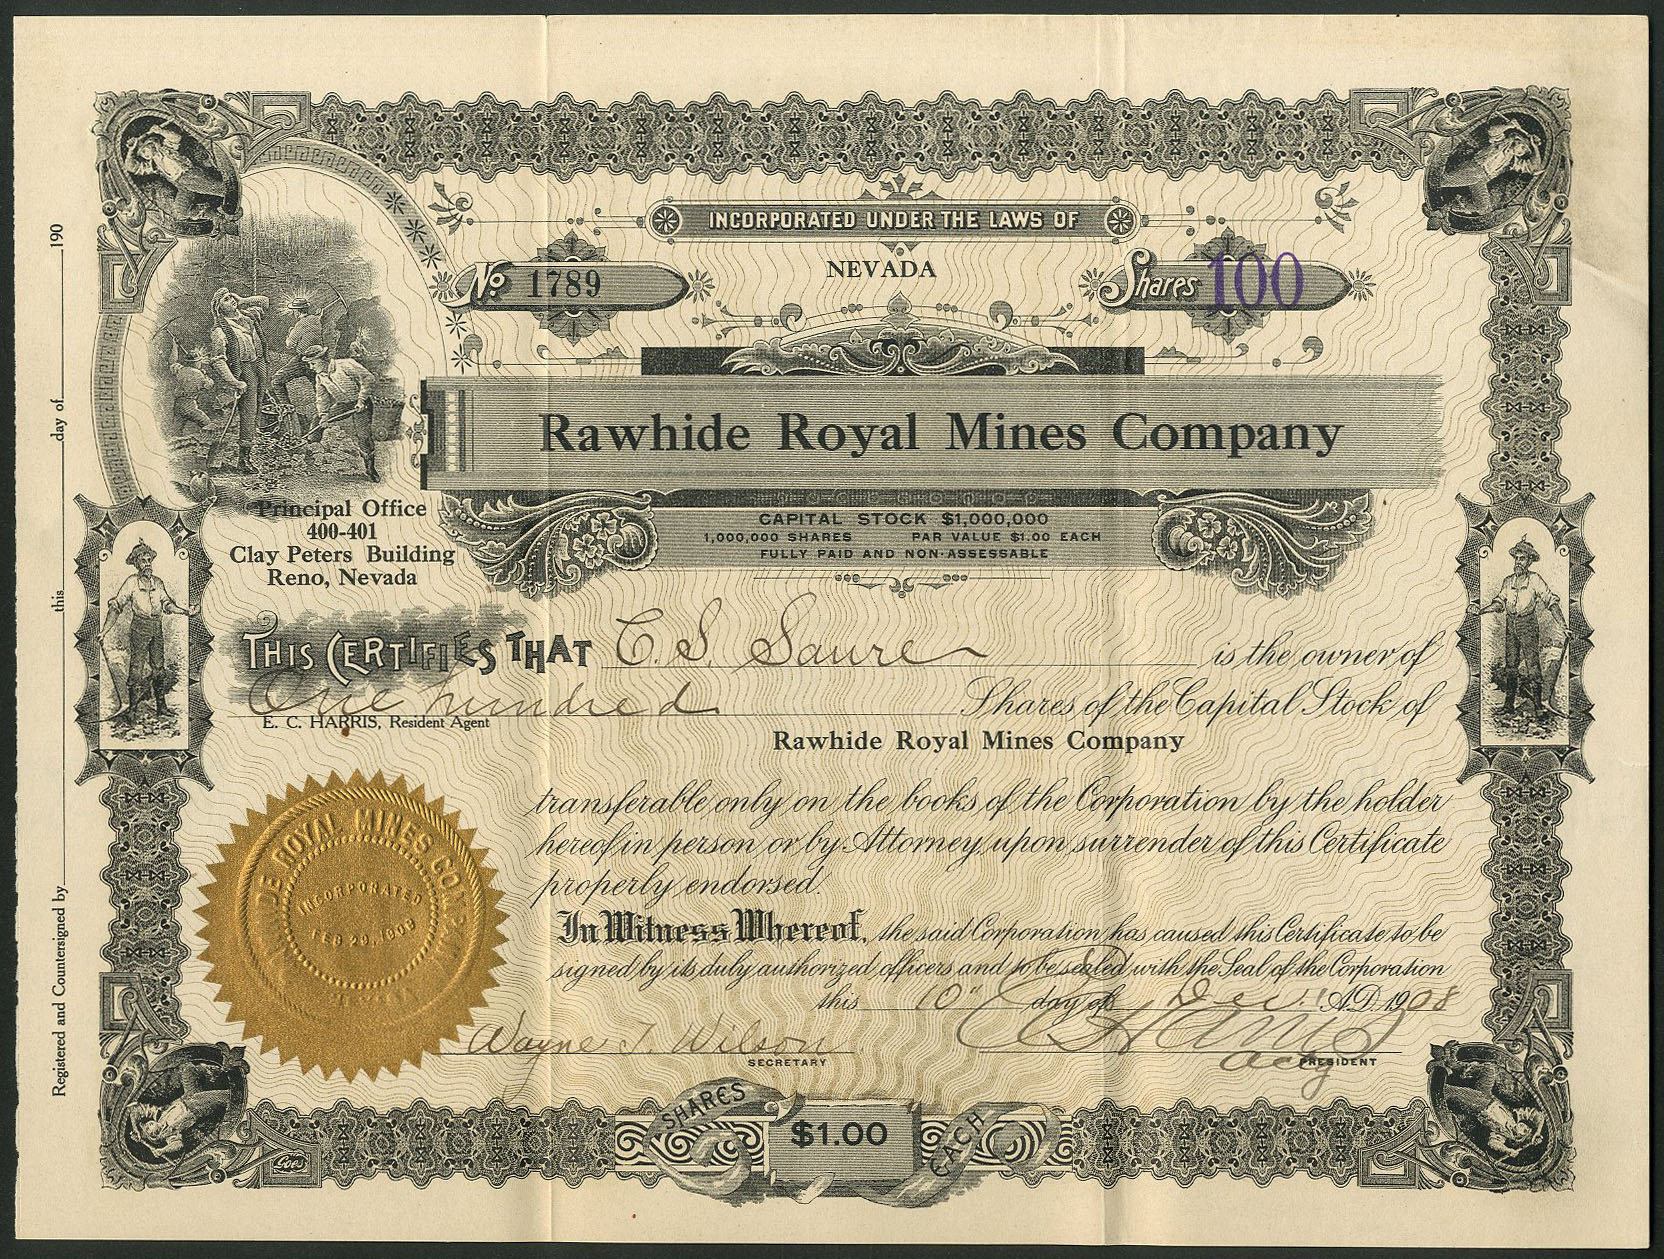 INCORPORATED UNDER THE LAWS OF
NEVADA
No. 1789
Shares 100
Rawhide Royal Mines Company
CAPITAL STOCK $1,000,000
1,000,000 SHARES PAR VALUE $1.00 EACH
FULLY PAID AND NON-ASSESSABLE
Principal Office
400-401
Clay Peters Building
Reno, Nevada
THIS CERTIFIES THAT C. S. Saurer is the owner of
One hundred Shares of the Capital Stock of
E. C. HARRIS, Resident Agent
Rawhide Royal Mines Company
transferable only on the books of the Corporation by the holder
hereof in person or by Attorney upon surrender of this Certificate
properly endorsed.
In Witness Whereof, the said Corporation has caused this Certificate to be
signed by its duly authorized officers and to be sealed with the Seal of the Corporation
this 10" day of Dec. A.D. 1908
Wayne T. Wilson
SECRETARY
Actg PRESIDENT
ROYAL MINES COM
INCORPORATED
FEB 29, 1908
SHARES $1.00 EACH
Goes
Registered and Countersigned by this day of 190